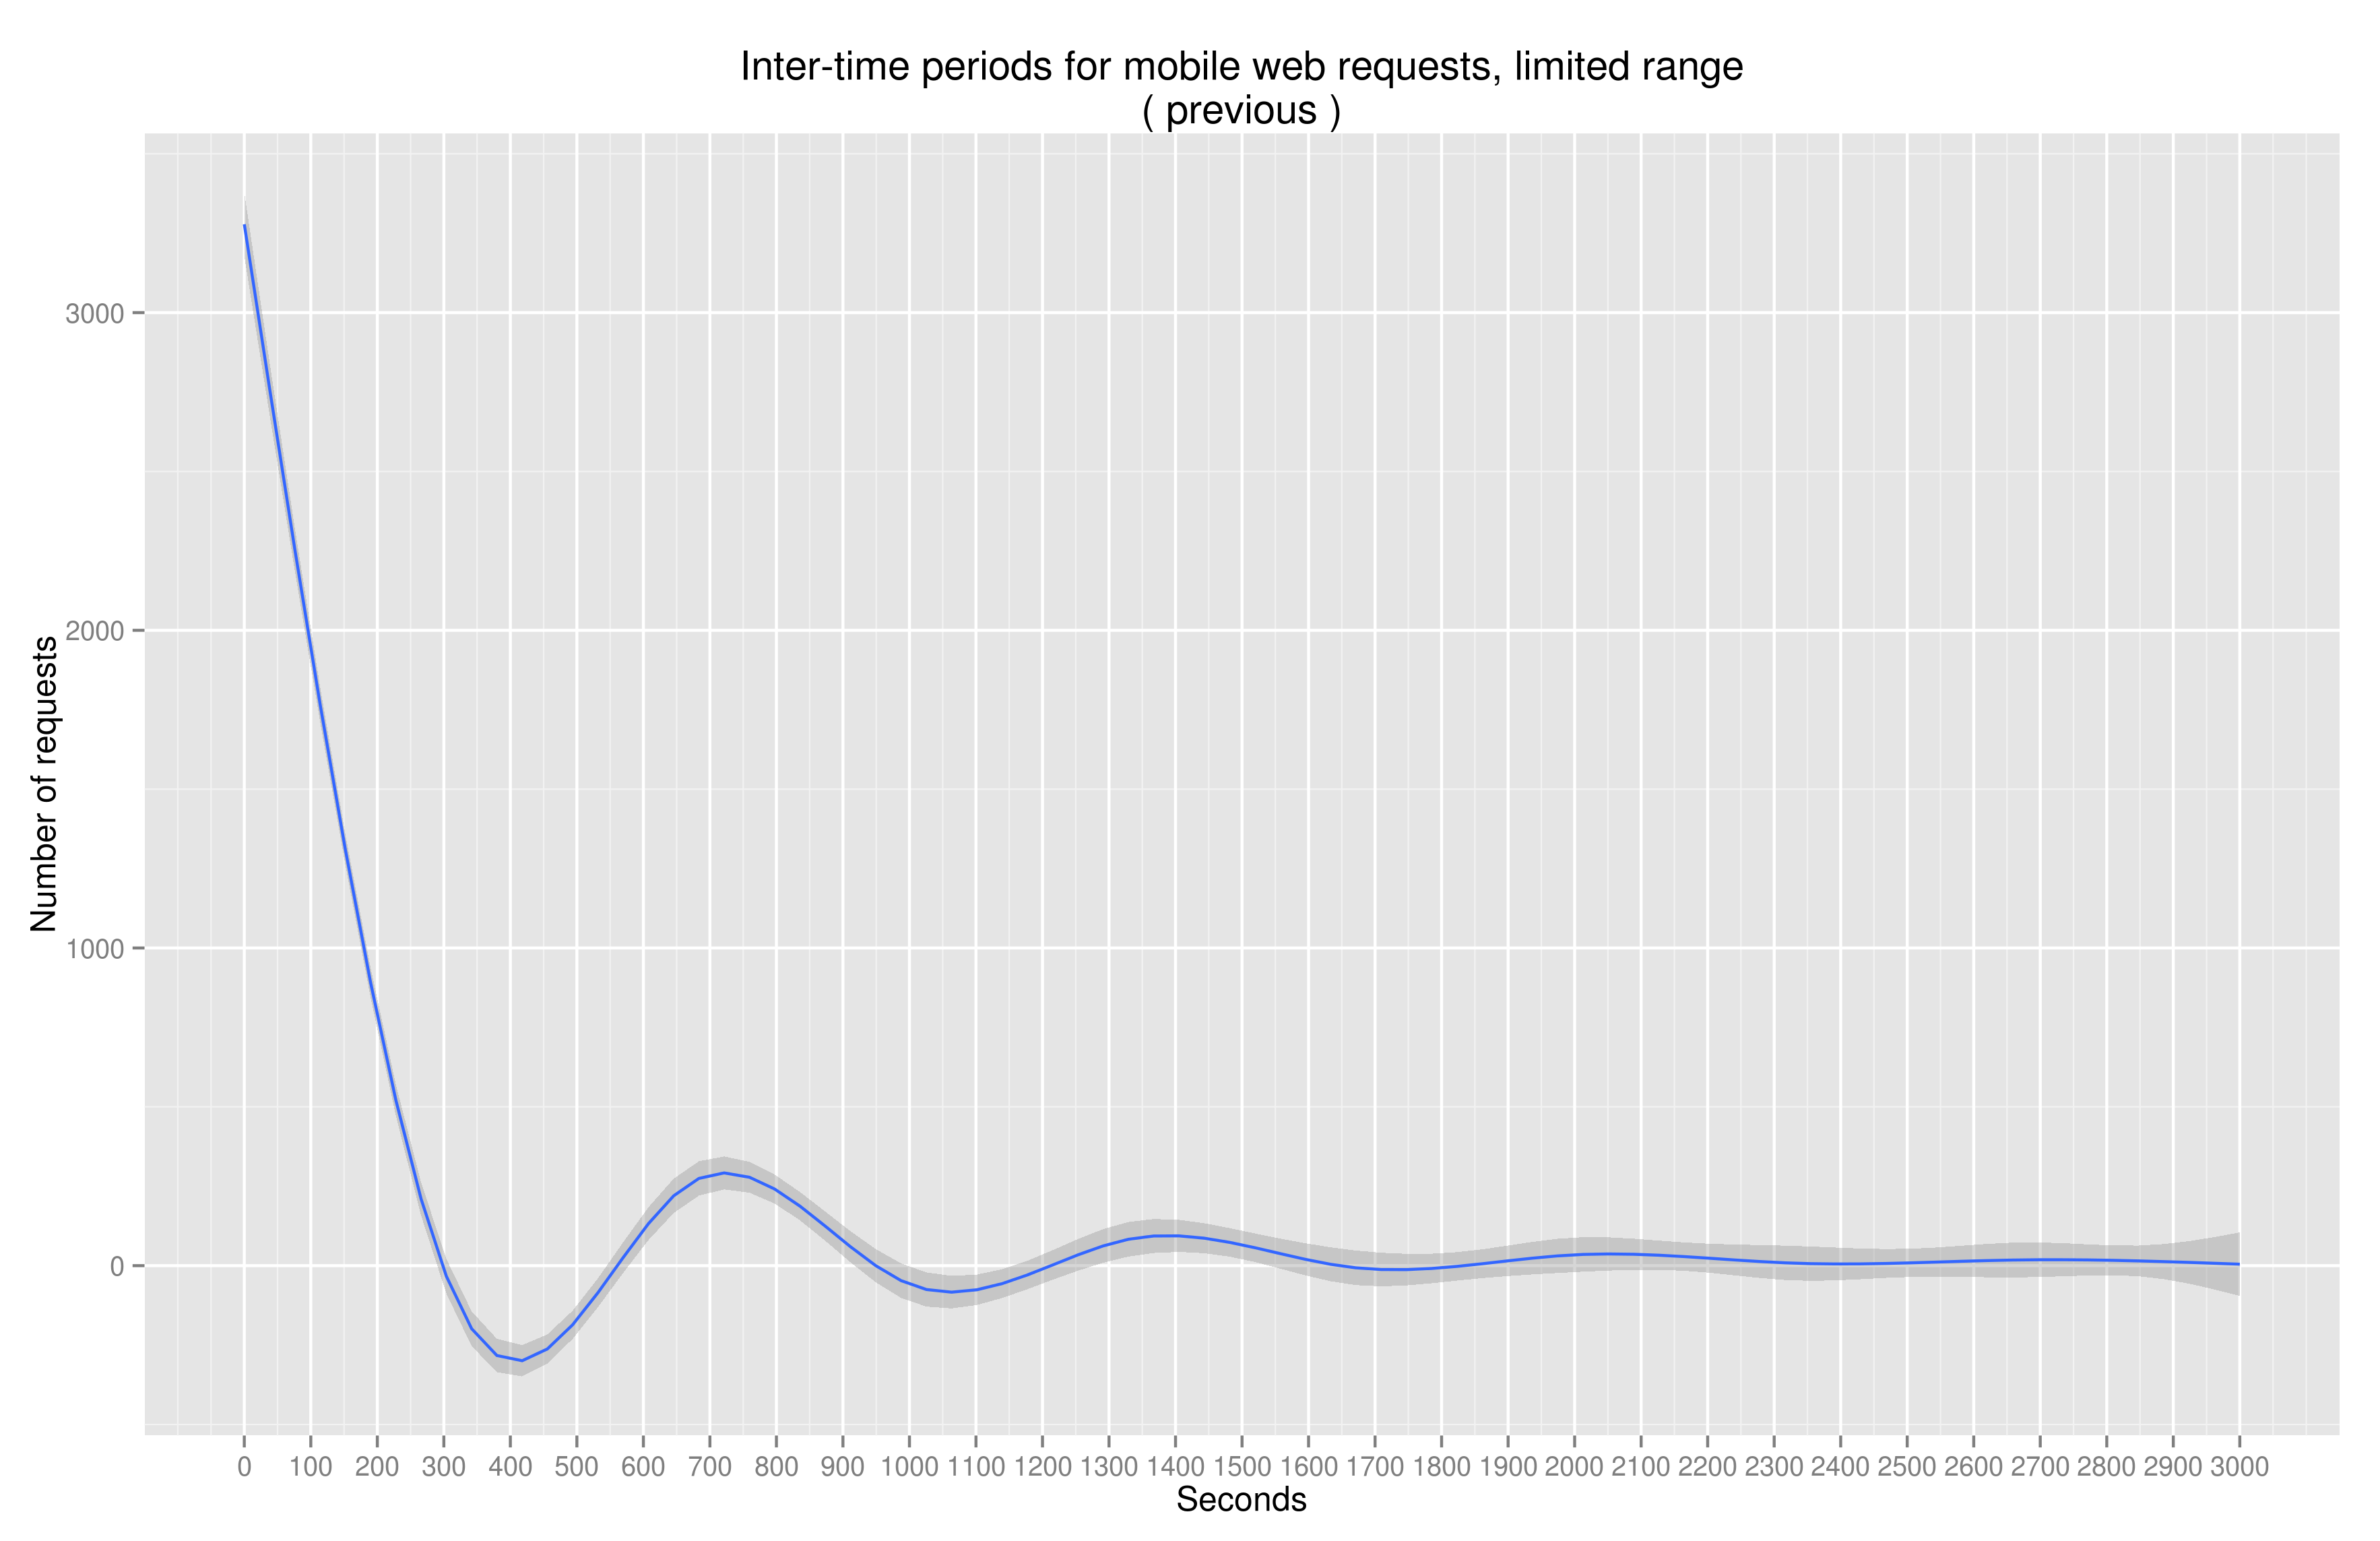 Inter-time periods for mobile web requests, limited range
( previous )
Number of requests
3000
2000
1000
0
0 100 200 300 400 500 600 700 800 900 1000 1100 1200 1300 1400 1500 1600 1700 1800 1900 2000 2100 2200 2300 2400 2500 2600 2700 2800 2900 3000
Seconds